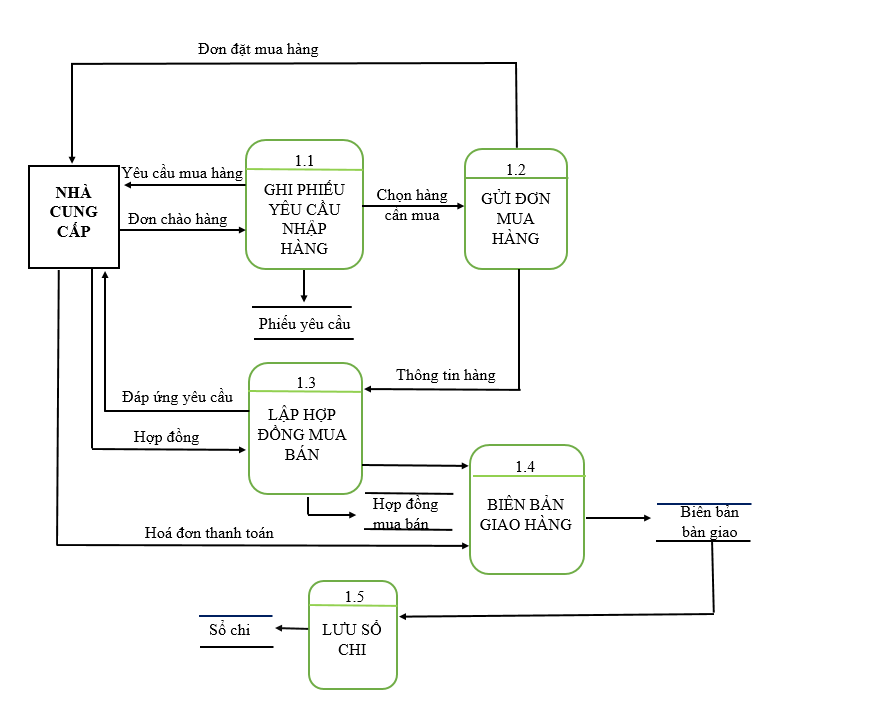 Đơn đặt mua hàng
1.1
1.2
Yêu cầu mua hàng
NHÀ
CUNG
CẤP
GHI PHIẾU
YÊU CẦU
NHẬP
HÀNG
Chọn hàng
cần mua
GỬI ĐƠN
MUA
HÀNG
Đơn chào hàng
Phiếu yêu cầu
1.3
Thông tin hàng
Đáp ứng yêu cầu
LẬP HỢP
ĐỒNG MUA
BÁN
Hợp đồng
1.4
BIÊN BẢN
GIAO HÀNG
Hợp đồng
mua bán
Biên bản
bàn giao
Hoá đơn thanh toán
1.5
LƯU SỔ
CHI
Sổ chi